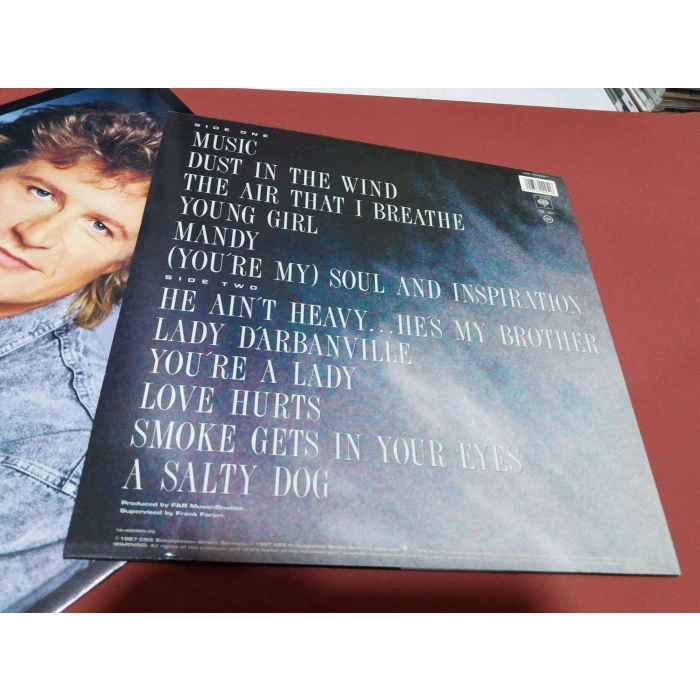 SIDE ONE
MUSIC
DUST IN THE WIND
THE AIR THAT I BREATHE
YOUNG GIRL
MANDY
(YOU'RE MY) SOUL AND INSPIRATION
SIDE TWO
HE AIN'T HEAVY...HE'S MY BROTHER
LADY D'ARBANVILLE
YOU'RE A LADY
LOVE HURTS
SMOKE GETS IN YOUR EYES
A SALTY DOG
Produced by FAR Music-Studios
Supervised by Frank Farian